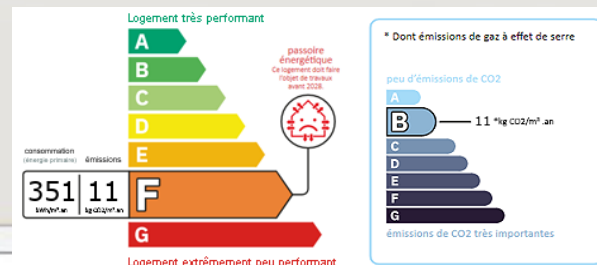 Logement très performant
A
B
C
D
E
F
G
passoire
énergétique
Ce logement doit faire
l'objet de travaux
avant 2028.
consommation
(énergie primaire)
émissions
351
kWh/m².an
11
kg CO2/m².an
Logement extrêmement peu performant
* Dont émissions de gaz à effet de serre
peu d'émissions de CO2
A
B
11 *kg CO2/m² .an
C
D
E
F
G
émissions de CO2 très importantes